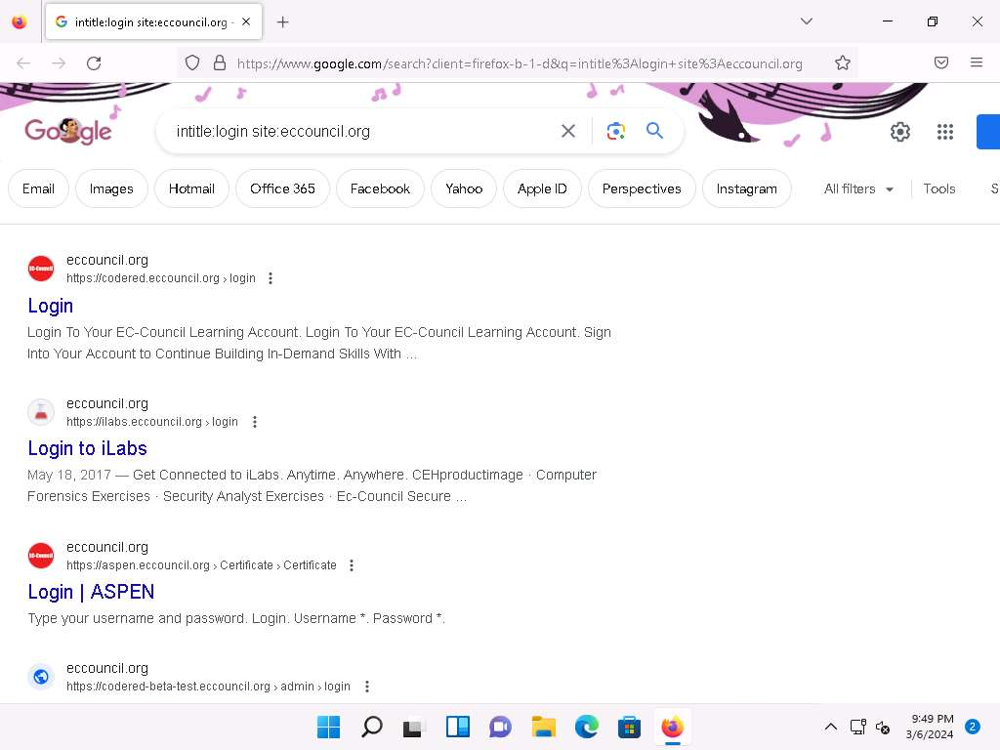 intitle:login site:eccouncil.org -
https://www.google.com/search?client=firefox-b-1-d&q=intitle%3Alogin+site%3Aeccouncil.org
Google
intitle:login site:eccouncil.org
Email Images Hotmail Office 365 Facebook Yahoo Apple ID Perspectives Instagram All filters Tools S
eccouncil.org
EC-Council
https://codered.eccouncil.org › login
Login
Login To Your EC-Council Learning Account. Login To Your EC-Council Learning Account. Sign
Into Your Account to Continue Building In-Demand Skills With ...
eccouncil.org
https://ilabs.eccouncil.org › login
Login to iLabs
May 18, 2017 — Get Connected to iLabs. Anytime. Anywhere. CEHproductimage · Computer
Forensics Exercises · Security Analyst Exercises · Ec-Council Secure ...
eccouncil.org
EC-Council
https://aspen.eccouncil.org › Certificate › Certificate
Login | ASPEN
Type your username and password. Login. Username *. Password *.
eccouncil.org
https://codered-beta-test.eccouncil.org › admin › login
9:49 PM
3/6/2024
2